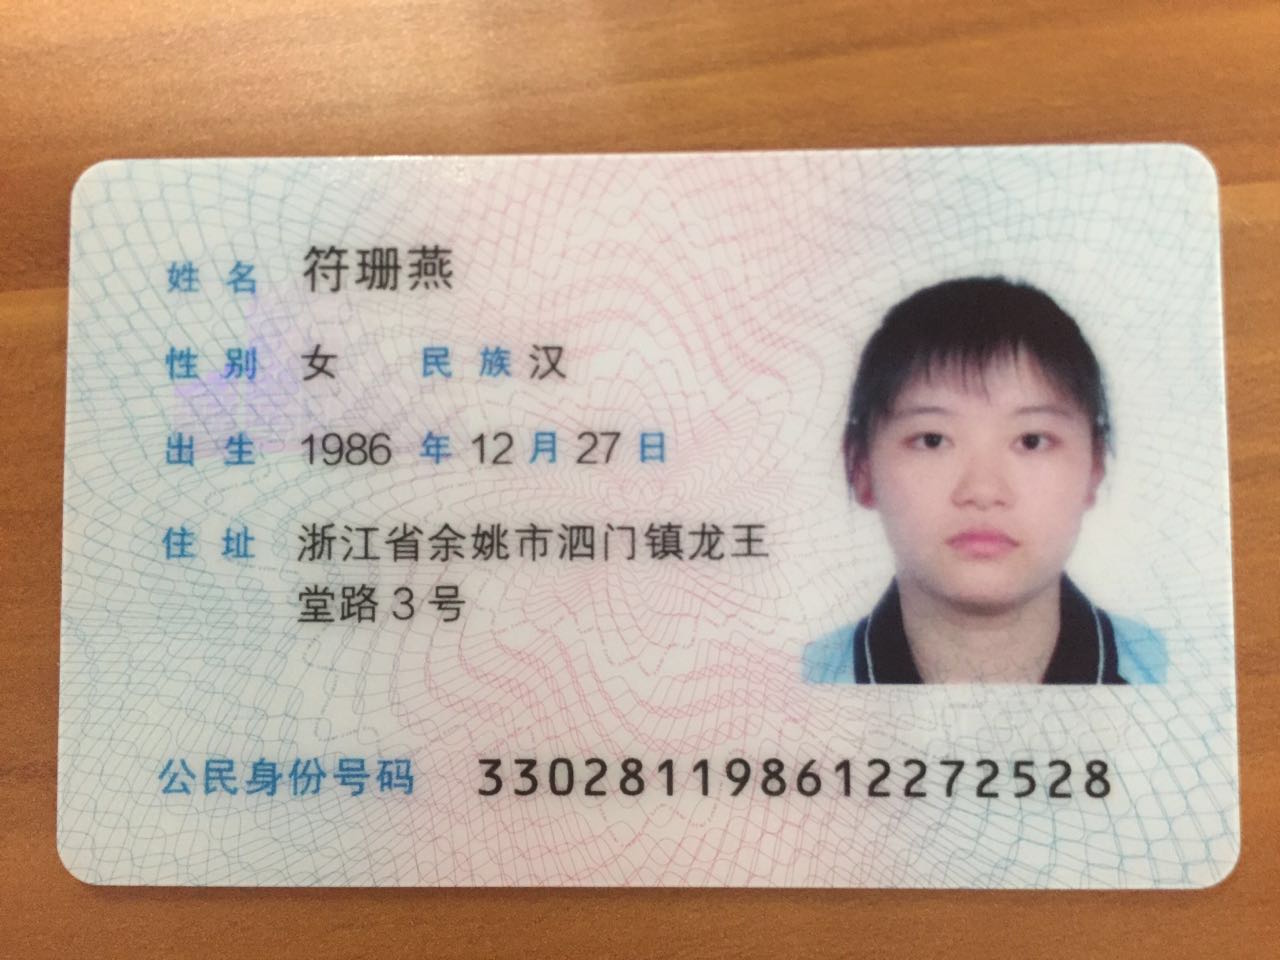 姓名 符珊燕
性别 女 民族 汉
出生 1986 年 12 月 27 日
住址 浙江省余姚市泗门镇龙王
堂路3号
公民身份号码 330281198612272528